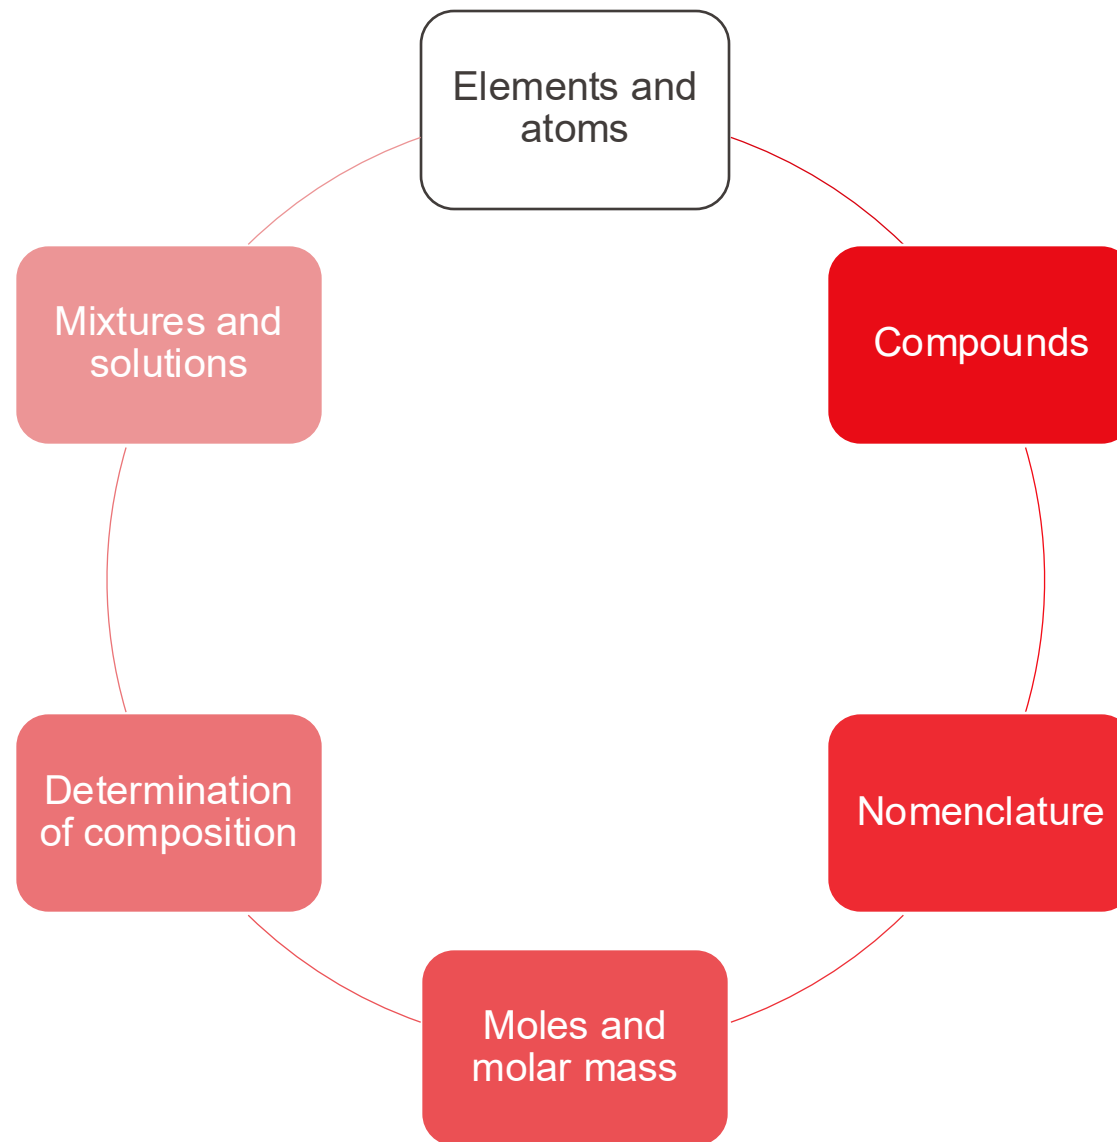 Elements and
atoms
Compounds
Nomenclature
Moles and
molar mass
Determination
of composition
Mixtures and
solutions